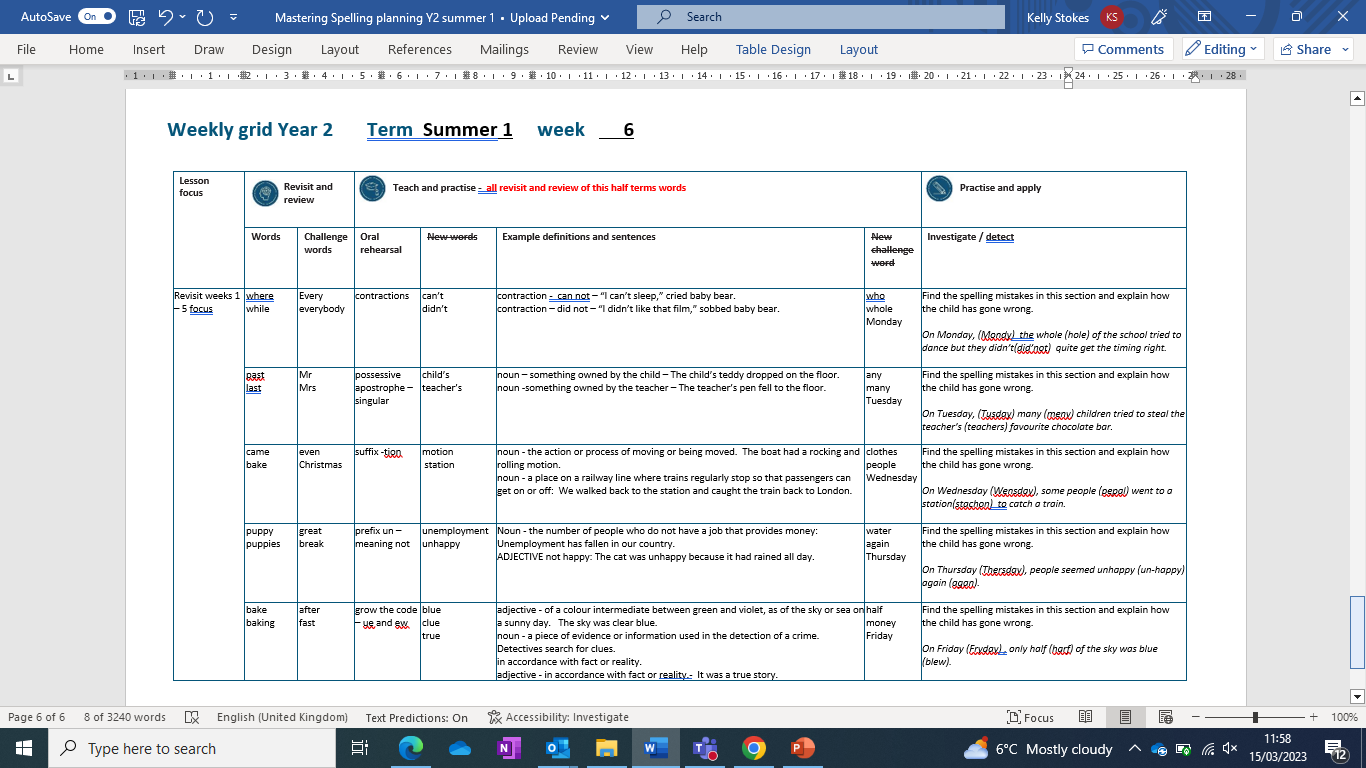 AutoSave On Mastering Spelling planning Y2 summer 1 • Upload Pending Search Kelly Stokes KS
File Home Insert Draw Design Layout References Mailings Review View Help Table Design Layout Comments Editing Share
Weekly grid Year 2 Term Summer 1 week 6
Lesson focus
Revisit and review
Teach and practise - all revisit and review of this half terms words
Practise and apply
Words
Challenge words
Oral rehearsal
New words
Example definitions and sentences
New challenge word
Investigate / detect
Revisit weeks 1
– 5 focus
where
while
Every
everybody
contractions
can't
didn't
contraction - can not – "I can't sleep," cried baby bear.
contraction – did not – "I didn't like that film," sobbed baby bear.
who
whole
Monday
Find the spelling mistakes in this section and explain how
the child has gone wrong.
On Monday, (Mondy) the whole (hole) of the school tried to
dance but they didn't(did'not) quite get the timing right.
past
last
Mr
Mrs
possessive
apostrophe –
singular
child's
teacher's
noun – something owned by the child – The child's teddy dropped on the floor.
noun -something owned by the teacher – The teacher's pen fell to the floor.
any
many
Tuesday
Find the spelling mistakes in this section and explain how
the child has gone wrong.
On Tuesday, (Tusday) many (meny) children tried to steal the
teacher's (teachers) favourite chocolate bar.
came
bake
even
Christmas
suffix -tion
motion
station
noun - the action or process of moving or being moved. The boat had a rocking and
rolling motion.
noun - a place on a railway line where trains regularly stop so that passengers can
get on or off: We walked back to the station and caught the train back to London.
clothes
people
Wednesday
Find the spelling mistakes in this section and explain how
the child has gone wrong.
On Wednesday (Wensday), some people (pepal) went to a
station(stachon) to catch a train.
puppy
puppies
great
break
prefix un –
meaning not
unemployment
unhappy
Noun - the number of people who do not have a job that provides money:
Unemployment has fallen in our country.
ADJECTIVE not happy: The cat was unhappy because it had rained all day.
water
again
Thursday
Find the spelling mistakes in this section and explain how
the child has gone wrong.
On Thursday (Thersday), people seemed unhappy (un-happy)
again (agan).
bake
baking
after
fast
grow the code
– ue and ew
blue
clue
true
adjective - of a colour intermediate between green and violet, as of the sky or sea on
a sunny day. The sky was clear blue.
noun - a piece of evidence or information used in the detection of a crime.
Detectives search for clues.
in accordance with fact or reality.
adjective - in accordance with fact or reality.- It was a true story.
half
money
Friday
Find the spelling mistakes in this section and explain how
the child has gone wrong.
On Friday (Fryday) , only half (harf) of the sky was blue
(blew).
Page 6 of 6 8 of 3240 words English (United Kingdom) Text Predictions: On Accessibility: Investigate Focus 100%
Type here to search 6°C Mostly cloudy 11:58
15/03/2023 12